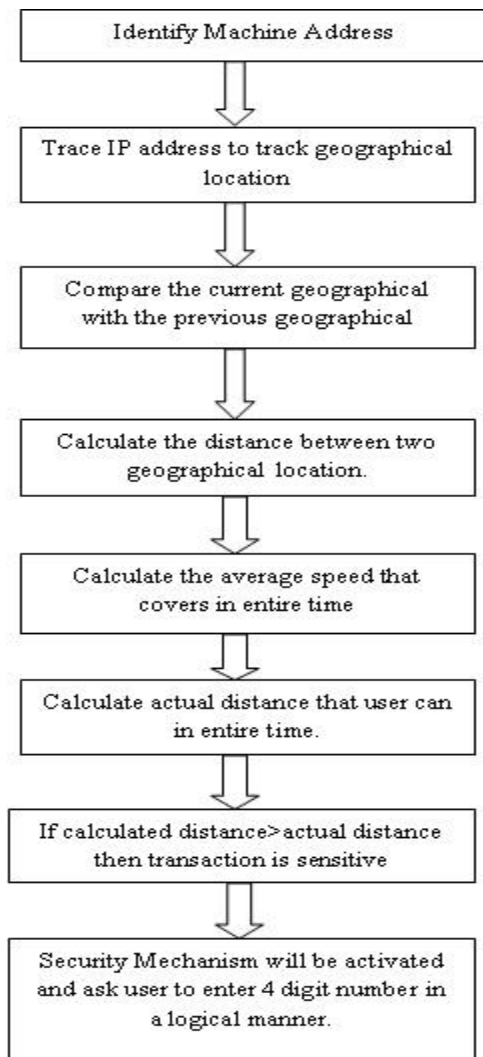 Identify Machine Address
Trace IP address to track geographical
location
Compare the current geographical
with the previous geographical
Calculate the distance between two
geographical location.
Calculate the average speed that
covers in entire time
Calculate actual distance that user can
in entire time.
If calculated distance>actual distance
then transaction is sensitive
Security Mechanism will be activated
and ask user to enter 4 digit number in
a logical manner.